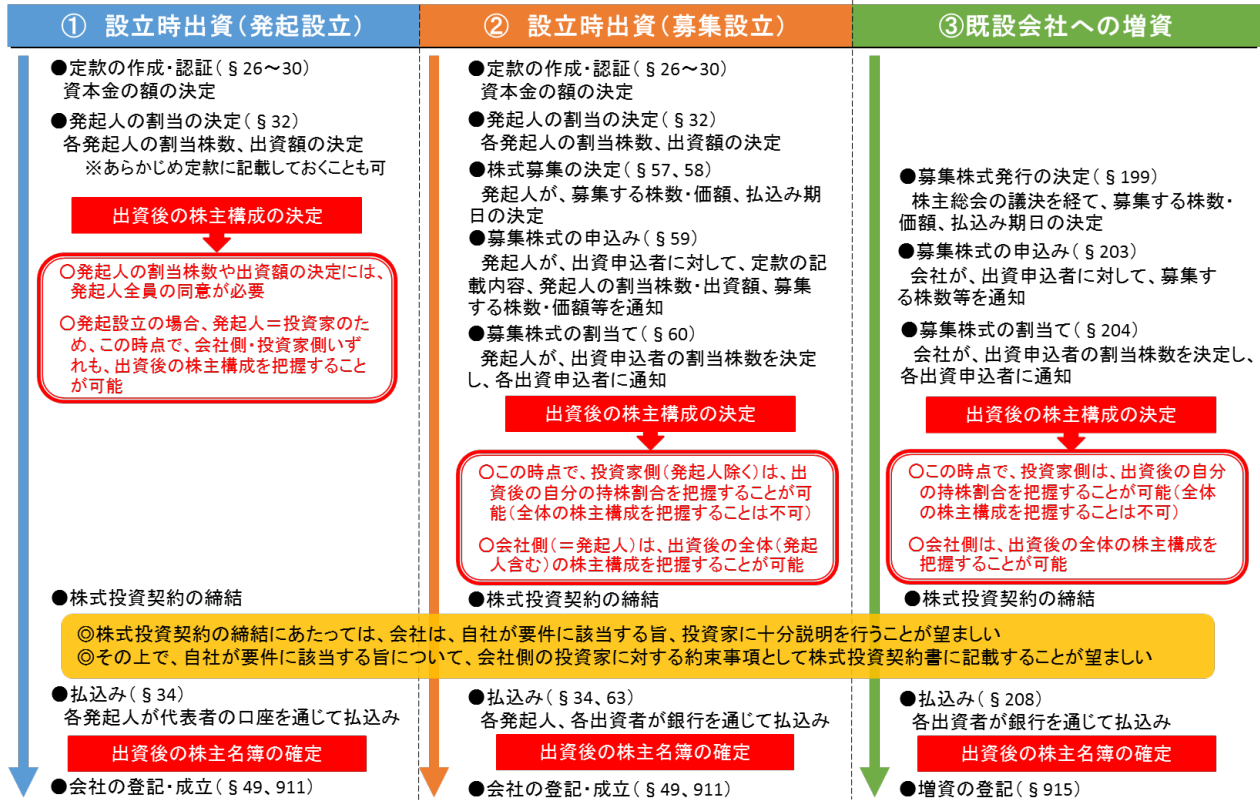 ① 設立時出資(発起設立)
●定款の作成・認証(§26～30)
資本金の額の決定
●発起人の割当の決定(§32)
各発起人の割当株数、出資額の決定
※あらかじめ定款に記載しておくことも可
出資後の株主構成の決定
○発起人の割当株数や出資額の決定には、
発起人全員の同意が必要
○発起設立の場合、発起人＝投資家のた
め、この時点で、会社側・投資家側いず
れも、出資後の株主構成を把握すること
が可能
●株式投資契約の締結
② 設立時出資(募集設立)
●定款の作成・認証(§26～30)
資本金の額の決定
●発起人の割当の決定(§32)
各発起人の割当株数、出資額の決定
●株式募集の決定(§57、58)
発起人が、募集する株数・価額、払込み期
日の決定
●募集株式の申込み(§59)
発起人が、出資申込者に対して、定款の記
載内容、発起人の割当株数・出資額、募集
する株数・価額等を通知
●募集株式の割当て(§60)
発起人が、出資申込者の割当株数を決定
し、各出資申込者に通知
出資後の株主構成の決定
○この時点で、投資家側(発起人除く)は、出
資後の自分の持株割合を把握することが可
能(全体の株主構成を把握することは不可)
○会社側(＝発起人)は、出資後の全体(発起
人含む)の株主構成を把握することが可能
●株式投資契約の締結
③既設会社への増資
●募集株式発行の決定(§199)
株主総会の議決を経て、募集する株数・
価額、払込み期日の決定
●募集株式の申込み(§203)
会社が、出資申込者に対して、募集す
る株数等を通知
●募集株式の割当て(§204)
会社が、出資申込者の割当株数を決定し、
各出資申込者に通知
出資後の株主構成の決定
○この時点で、投資家側は、出資後の自分
の持株割合を把握することが可能(全体
の株主構成を把握することは不可)
○会社側は、出資後の全体の株主構成を
把握することが可能
●株式投資契約の締結
◎株式投資契約の締結にあたっては、会社は、自社が要件に該当する旨、投資家に十分説明を行うことが望ましい
◎その上で、自社が要件に該当する旨について、会社側の投資家に対する約束事項として株式投資契約書に記載することが望ましい
●払込み(§34)
各発起人が代表者の口座を通じて払込み
出資後の株主名簿の確定
●会社の登記・成立(§49、911)
●払込み(§34、63)
各発起人、各出資者が銀行を通じて払込み
出資後の株主名簿の確定
●会社の登記・成立(§49、911)
●払込み(§208)
各出資者が銀行を通じて払込み
出資後の株主名簿の確定
●増資の登記(§915)